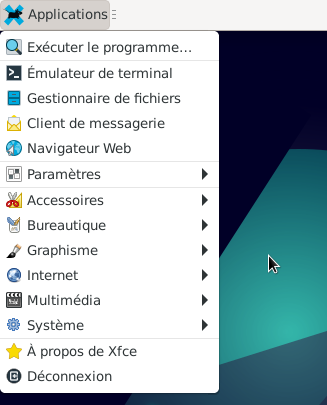 Applications
Exécuter le programme...
Émulateur de terminal
Gestionnaire de fichiers
Client de messagerie
Navigateur Web
Paramètres
Accessoires
Bureautique
Graphisme
Internet
Multimédia
Système
À propos de Xfce
Déconnexion